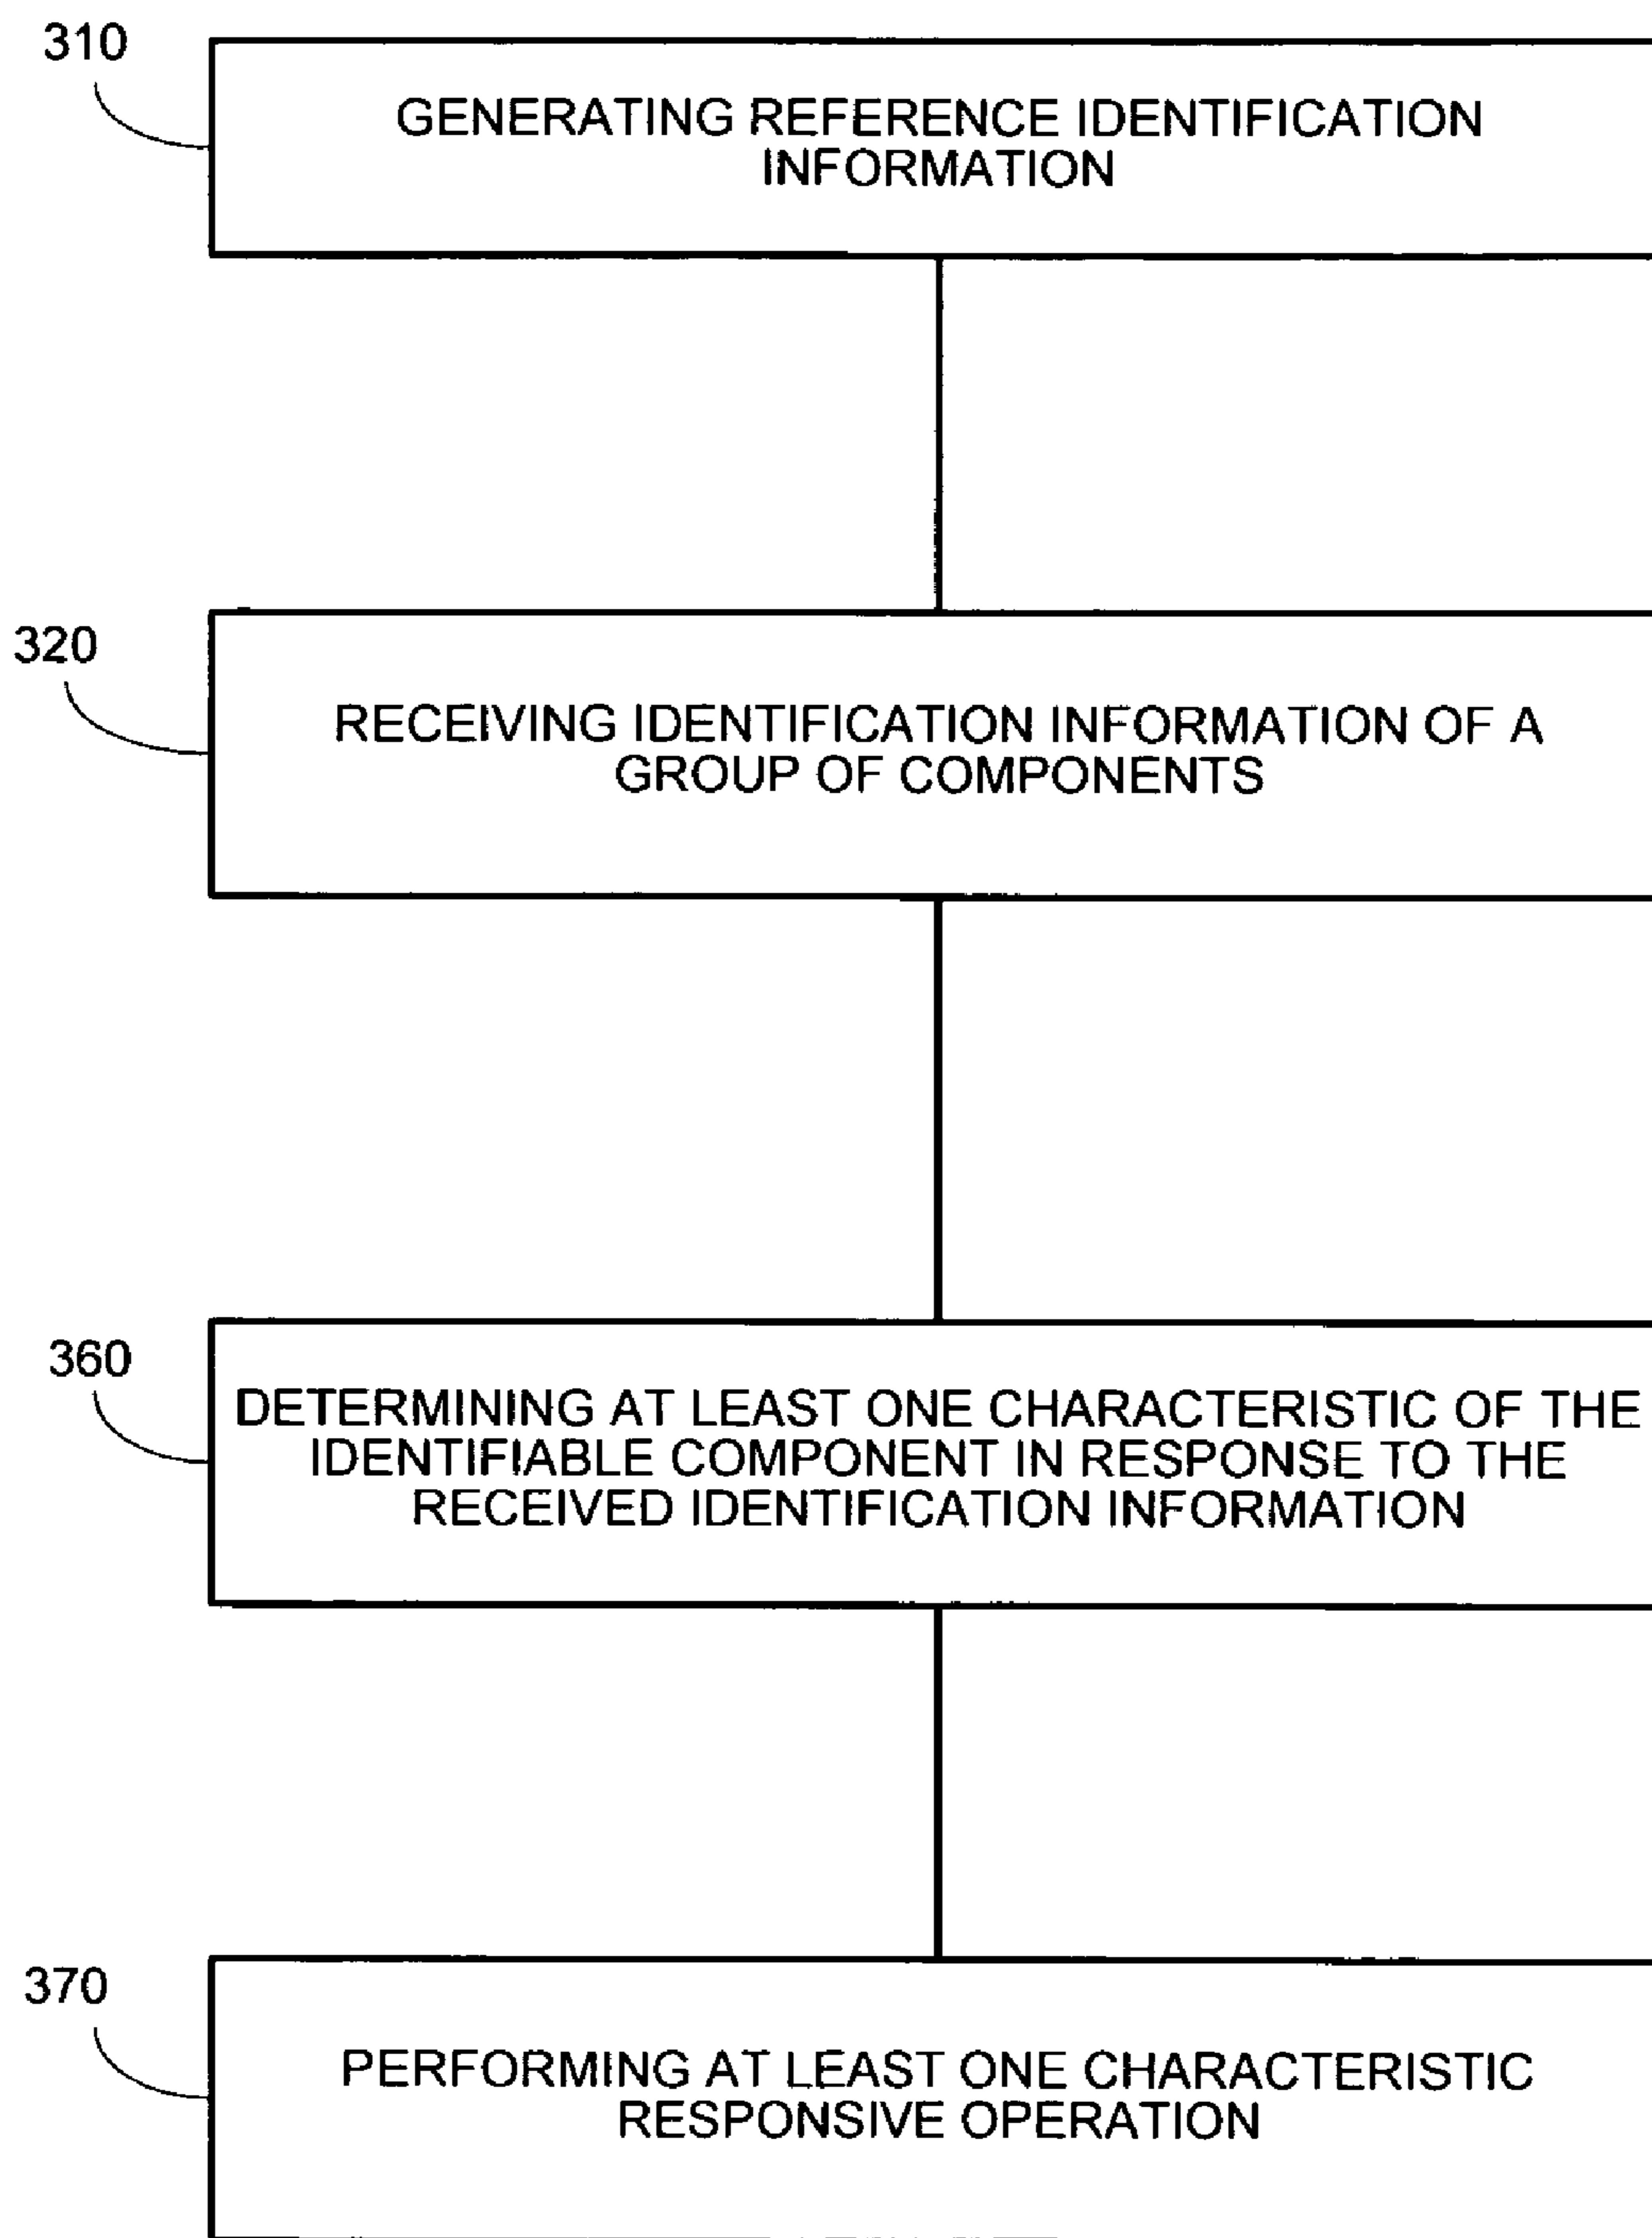 310
GENERATING REFERENCE IDENTIFICATION
INFORMATION
320
RECEIVING IDENTIFICATION INFORMATION OF A
GROUP OF COMPONENTS
360
DETERMINING AT LEAST ONE CHARACTERISTIC OF THE
IDENTIFIABLE COMPONENT IN RESPONSE TO THE
RECEIVED IDENTIFICATION INFORMATION
370
PERFORMING AT LEAST ONE CHARACTERISTIC
RESPONSIVE OPERATION